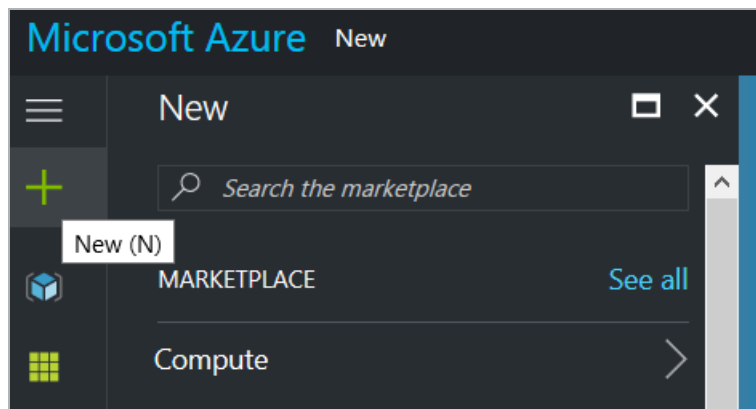 Microsoft Azure New
New
Search the marketplace
New (N)
MARKETPLACE See all
Compute